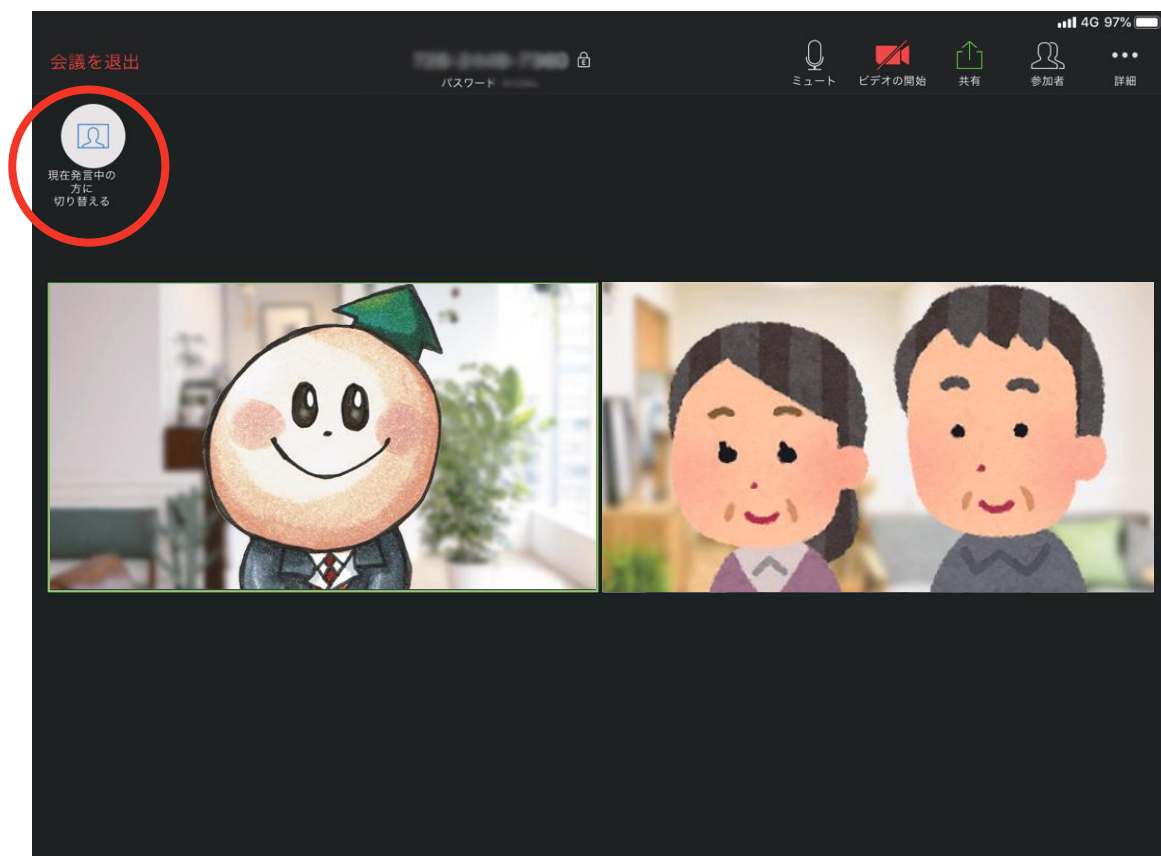 4G 97%
会議を退出
パスワード
ミュート
ビデオの開始
共有
参加者
詳細
現在発言中の
方に
切り替える